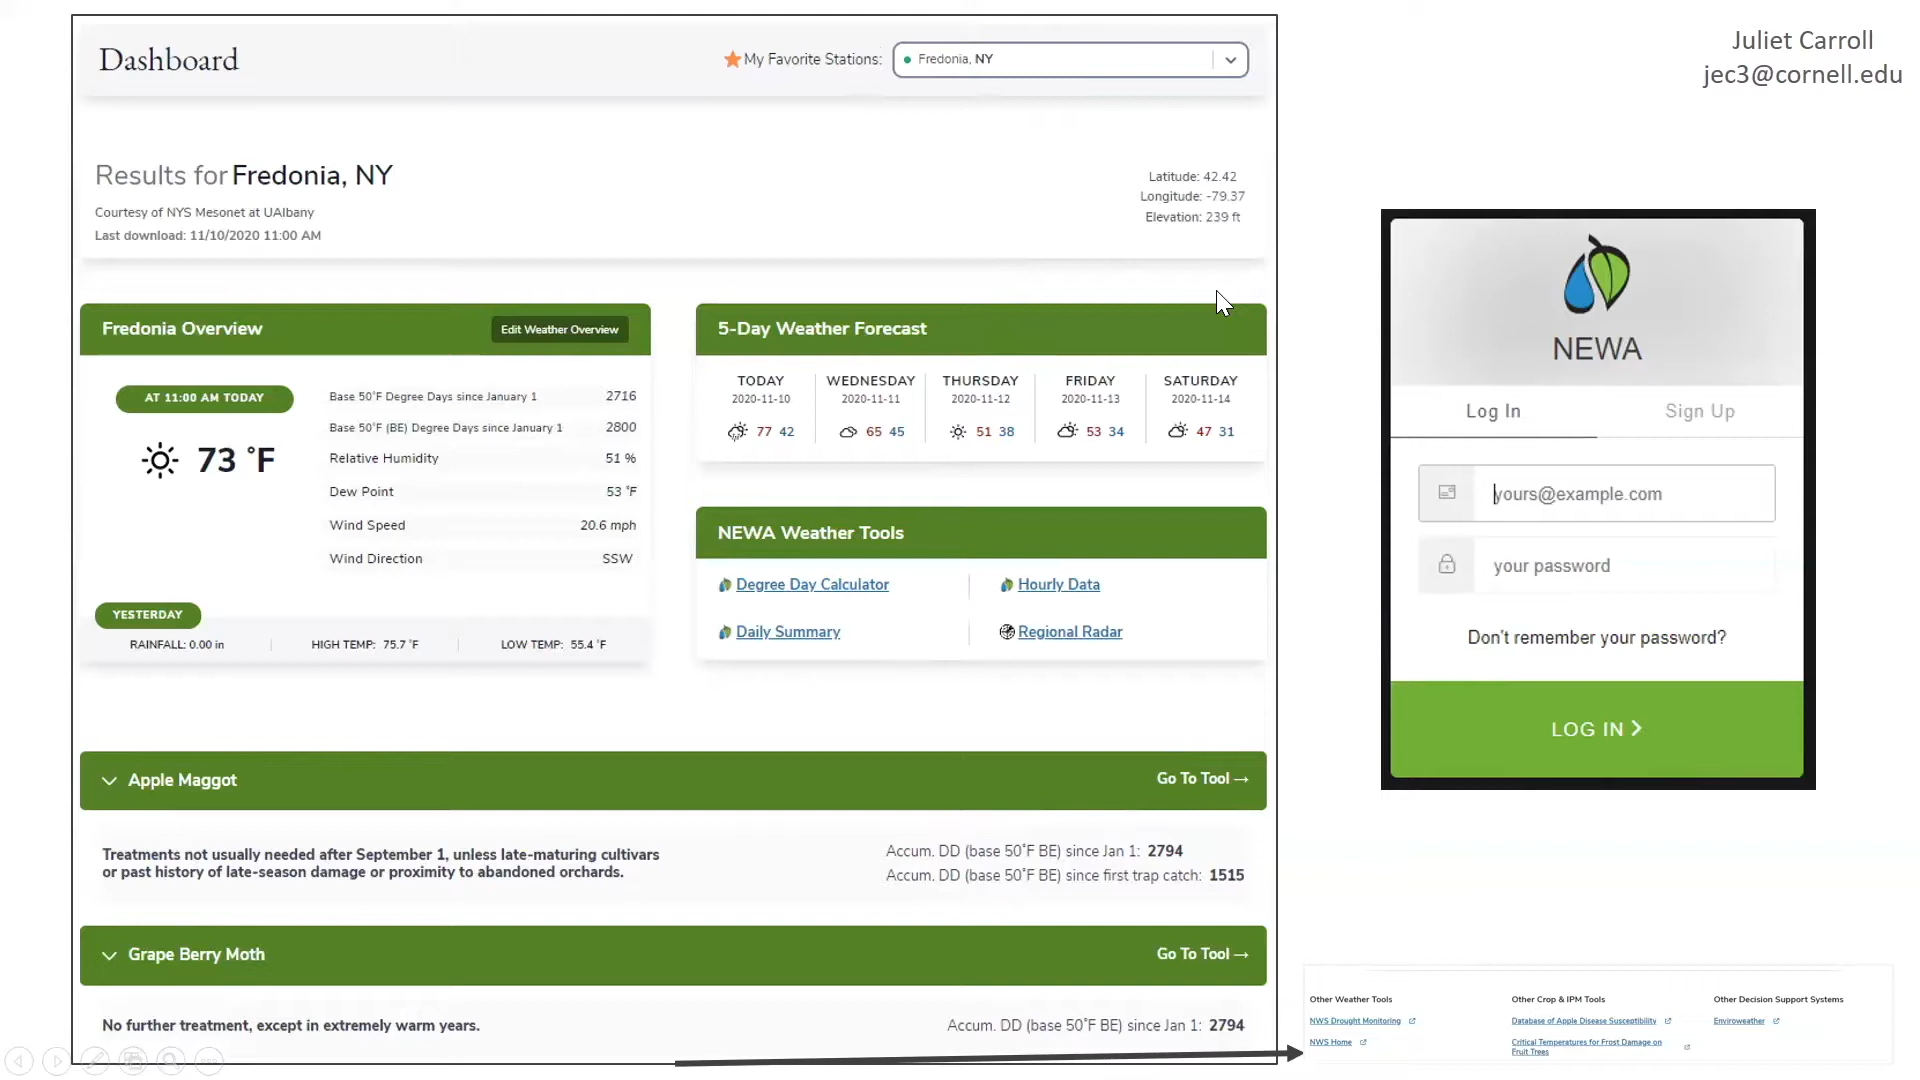 Dashboard
My Favorite Stations:
Fredonia, NY
Juliet Carroll
jec3@cornell.edu
Results for Fredonia, NY
Courtesy of NYS Mesonet at UAlbany
Last download: 11/10/2020 11:00 AM
Latitude: 42.42
Longitude: -79.37
Elevation: 239 ft
Fredonia Overview
Edit Weather Overview
AT 11:00 AM TODAY
73 °F
Base 50°F Degree Days since January 1 2716
Base 50°F (BE) Degree Days since January 1 2800
Relative Humidity 51 %
Dew Point 53 °F
Wind Speed 20.6 mph
Wind Direction SSW
YESTERDAY
RAINFALL: 0.00 in HIGH TEMP: 75.7 °F LOW TEMP: 55.4 °F
5-Day Weather Forecast
TODAY WEDNESDAY THURSDAY FRIDAY SATURDAY
2020-11-10 2020-11-11 2020-11-12 2020-11-13 2020-11-14
77 42 65 45 51 38 53 34 47 31
NEWA Weather Tools
Degree Day Calculator Hourly Data
Daily Summary Regional Radar
Apple Maggot Go To Tool →
Treatments not usually needed after September 1, unless late-maturing cultivars
or past history of late-season damage or proximity to abandoned orchards.
Accum. DD (base 50°F BE) since Jan 1: 2794
Accum. DD (base 50°F BE) since first trap catch: 1515
Grape Berry Moth Go To Tool →
No further treatment, except in extremely warm years.
Accum. DD (base 50°F BE) since Jan 1: 2794
NEWA
Log In Sign Up
yours@example.com
your password
Don't remember your password?
LOG IN
Other Weather Tools Other Crop & IPM Tools Other Decision Support Systems
NWS Drought Monitoring Database of Apple Disease Susceptibility Enviroweather
NWS Home Critical Temperatures for Frost Damage on
Fruit Trees